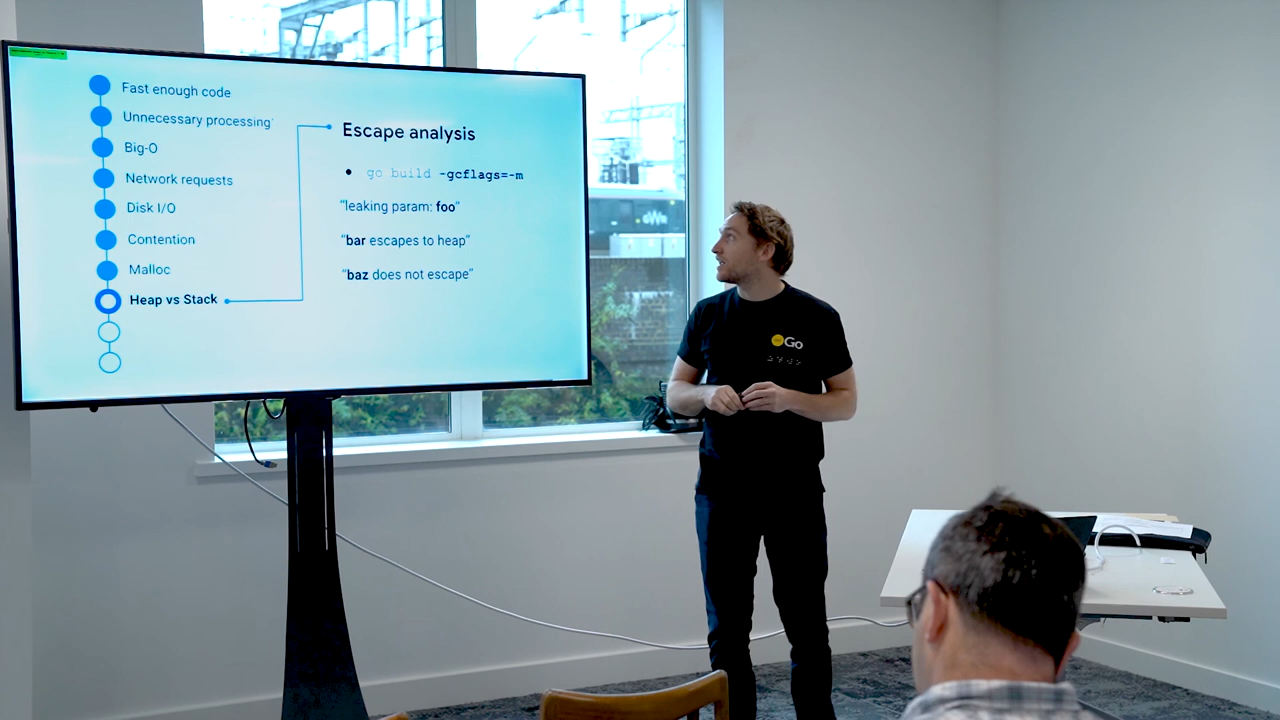 Fast enough code
Unnecessary processing
Big-O
Network requests
Disk I/O
Contention
Malloc
Heap vs Stack
Escape analysis
• go build -gcflags=-m
“leaking param: foo”
“bar escapes to heap”
“baz does not escape”
GWR
Go